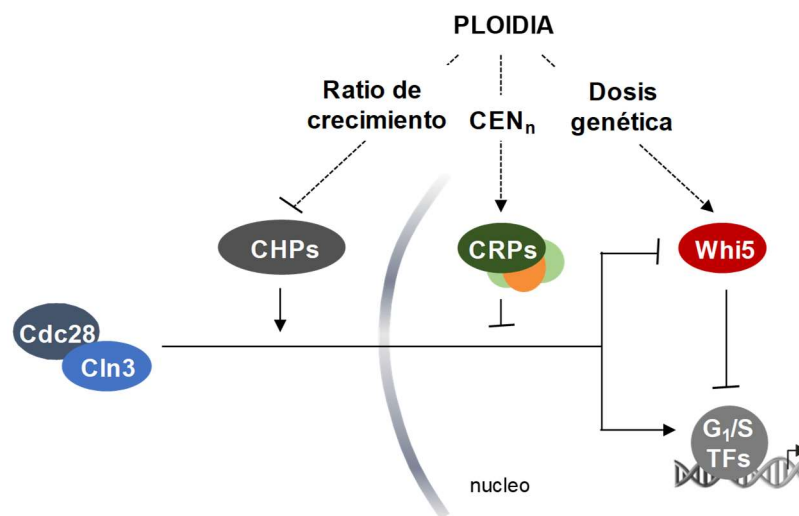 PLOIDIA
Ratio de
crecimiento
CENₙ
Dosis
genética
CHPs
CRPs
Whi5
Cdc28
Cln3
G₁/S
TFs
nucleo